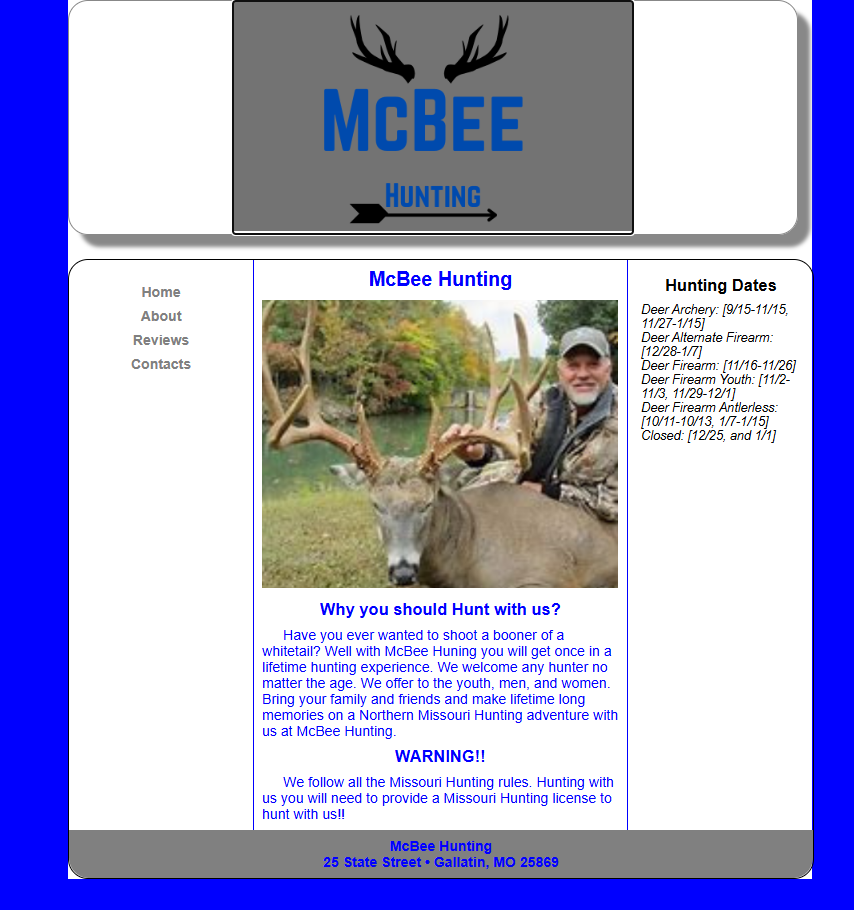 McBee
Hunting
Home
About
Reviews
Contacts
McBee Hunting
Why you should Hunt with us?
Have you ever wanted to shoot a booner of a
whitetail? Well with McBee Huning you will get once in a
lifetime hunting experience. We welcome any hunter no
matter the age. We offer to the youth, men, and women.
Bring your family and friends and make lifetime long
memories on a Northern Missouri Hunting adventure with
us at McBee Hunting.
WARNING!!
We follow all the Missouri Hunting rules. Hunting with
us you will need to provide a Missouri Hunting license to
hunt with us!!
Hunting Dates
Deer Archery: [9/15-11/15,
11/27-1/15]
Deer Alternate Firearm:
[12/28-1/7]
Deer Firearm: [11/16-11/26]
Deer Firearm Youth: [11/2-
11/3, 11/29-12/1]
Deer Firearm Antlerless:
[10/11-10/13, 1/7-1/15]
Closed: [12/25, and 1/1]
McBee Hunting
25 State Street • Gallatin, MO 25869